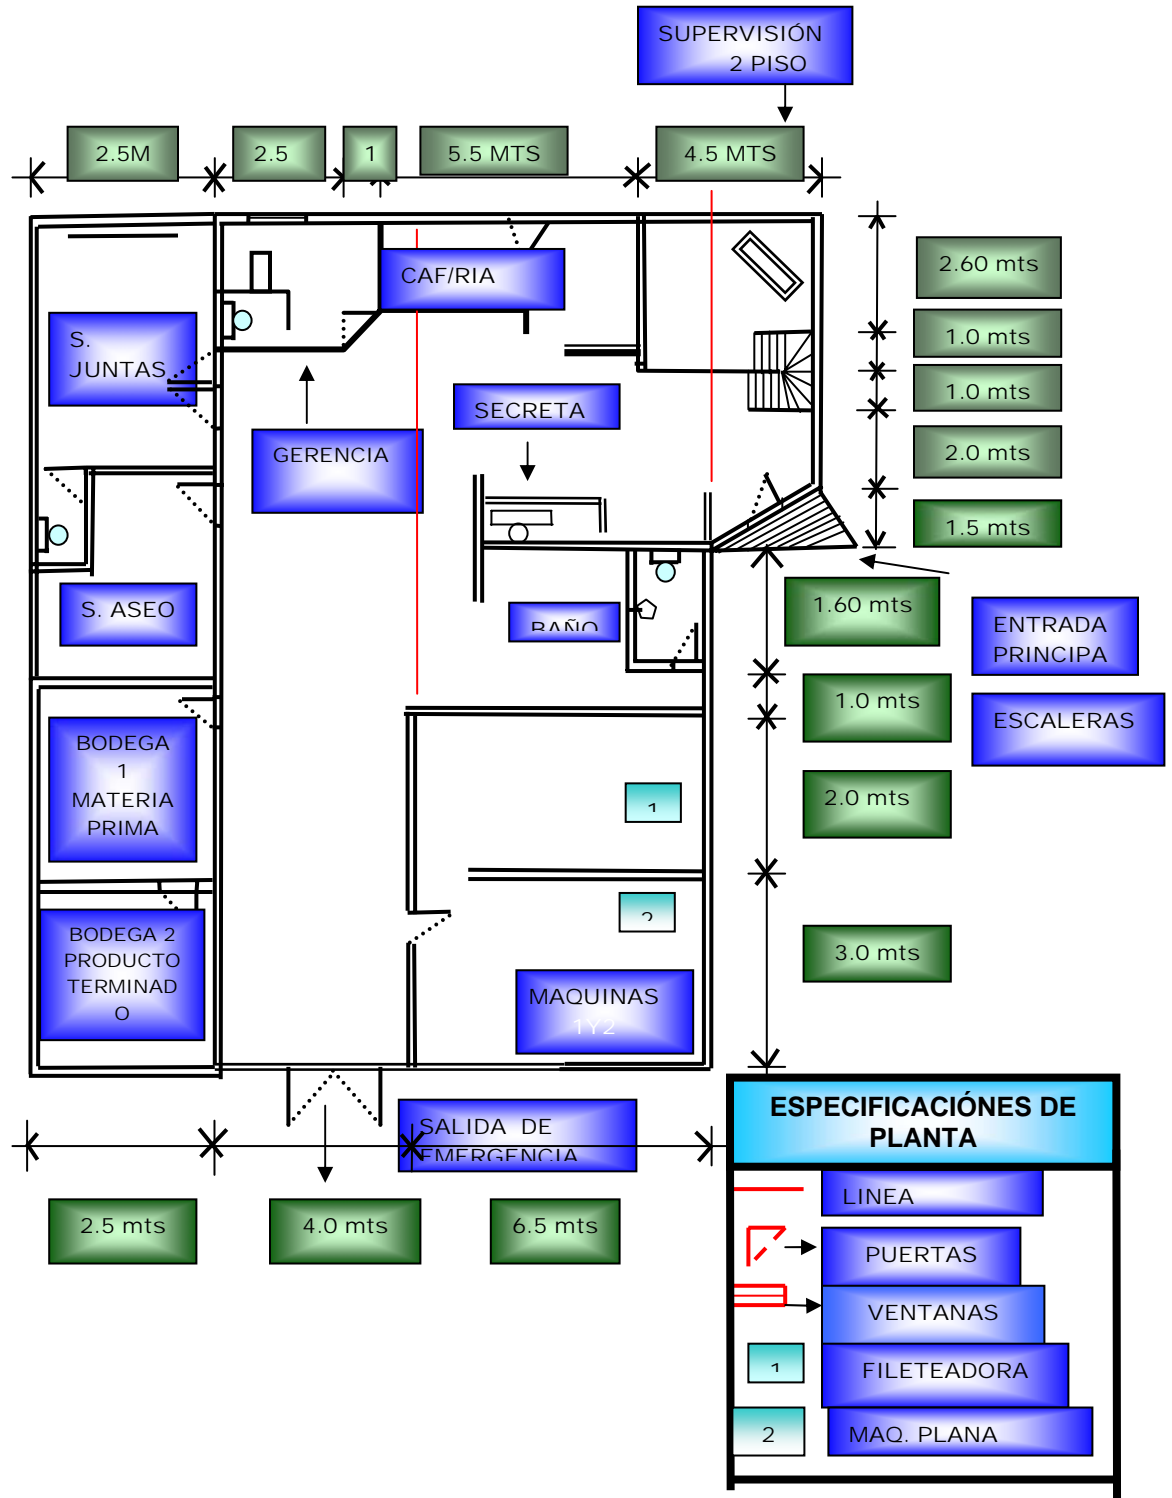 SUPERVISIÓN
2 PISO
2.5M
2.5
1
5.5 MTS
4.5 MTS
CAF/RIA
2.60 mts
S.
JUNTAS
1.0 mts
1.0 mts
SECRETA
GERENCIA
2.0 mts
1.5 mts
S. ASEO
BAÑO
1.60 mts
ENTRADA
PRINCIPA
1.0 mts
ESCALERAS
BODEGA
1
MATERIA
PRIMA
1
2.0 mts
2
BODEGA 2
PRODUCTO
TERMINAD
O
3.0 mts
MAQUINAS
1Y2
SALIDA DE
EMERGENCIA
2.5 mts
4.0 mts
6.5 mts
ESPECIFICACIÓNES DE
PLANTA
LINEA
PUERTAS
VENTANAS
1
FILETEADORA
2
MAQ. PLANA